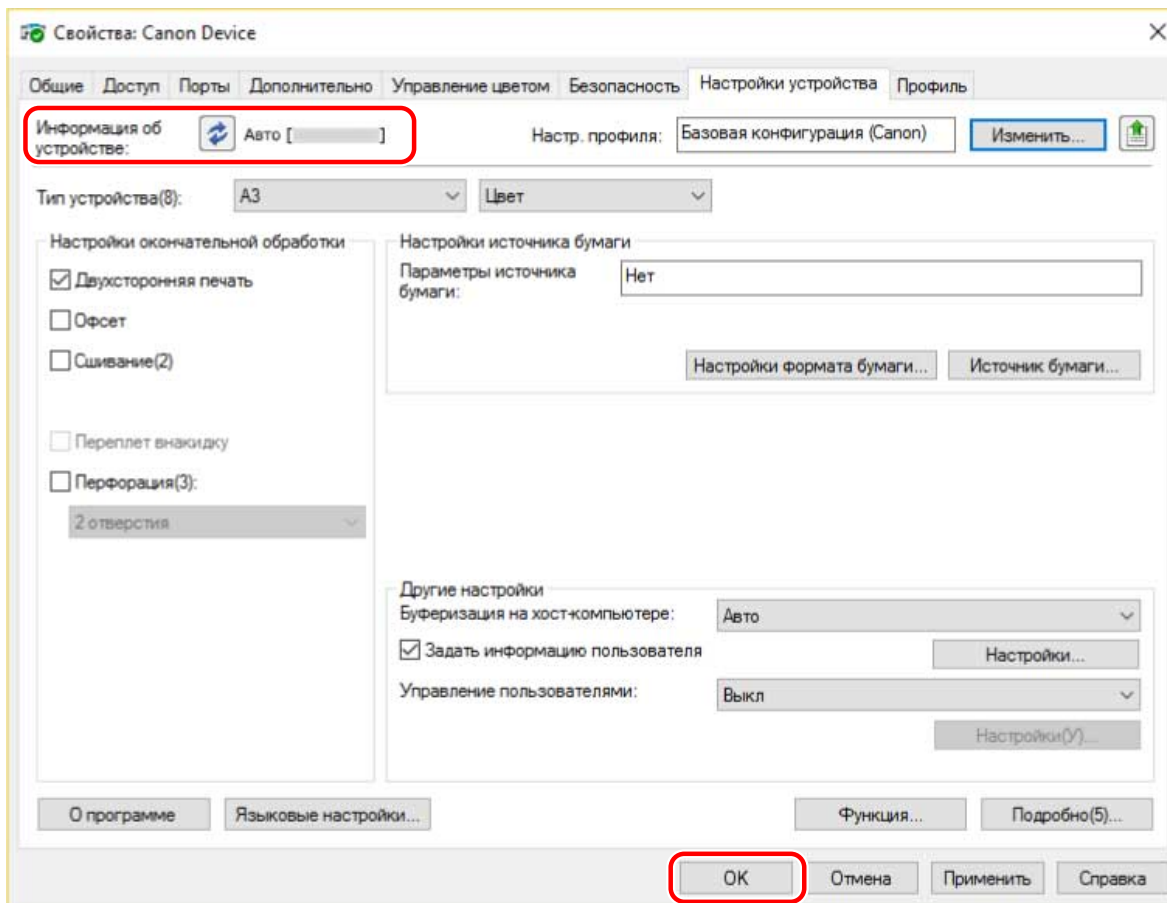 Свойства: Canon Device
Общие Доступ Порты Дополнительно Управление цветом Безопасность Настройки устройства Профиль
Информация об
устройстве:
Авто [ ]
Настр. профиля:
Базовая конфигурация (Canon)
Изменить...
Тип устройства(8):
A3
Цвет
Настройки окончательной обработки
Двухсторонняя печать
Офсет
Сшивание(2)
Переплет внакидку
Перфорация(3):
2 отверстия
Настройки источника бумаги
Параметры источника
бумаги:
Нет
Настройки формата бумаги...
Источник бумаги...
Другие настройки
Буферизация на хост-компьютере:
Авто
Задать информацию пользователя
Настройки...
Управление пользователями:
Выкл
Настройки(У)...
О программе
Языковые настройки...
Функция...
Подробно(5)...
OK
Отмена
Применить
Справка